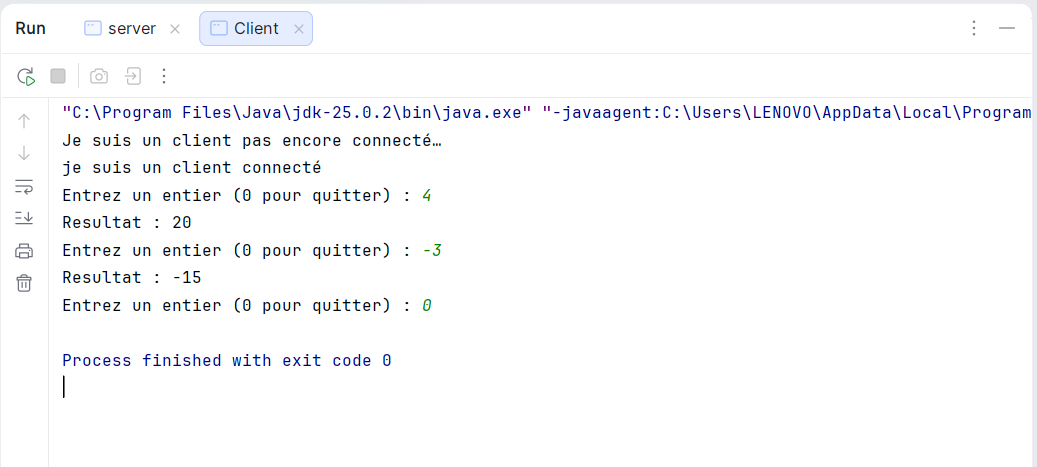 Run server Client
"C:\Program Files\Java\jdk-25.0.2\bin\java.exe" "-javaagent:C:\Users\LENOVO\AppData\Local\Program
Je suis un client pas encore connecté…
je suis un client connecté
Entrez un entier (0 pour quitter) : 4
Resultat : 20
Entrez un entier (0 pour quitter) : -3
Resultat : -15
Entrez un entier (0 pour quitter) : 0
Process finished with exit code 0